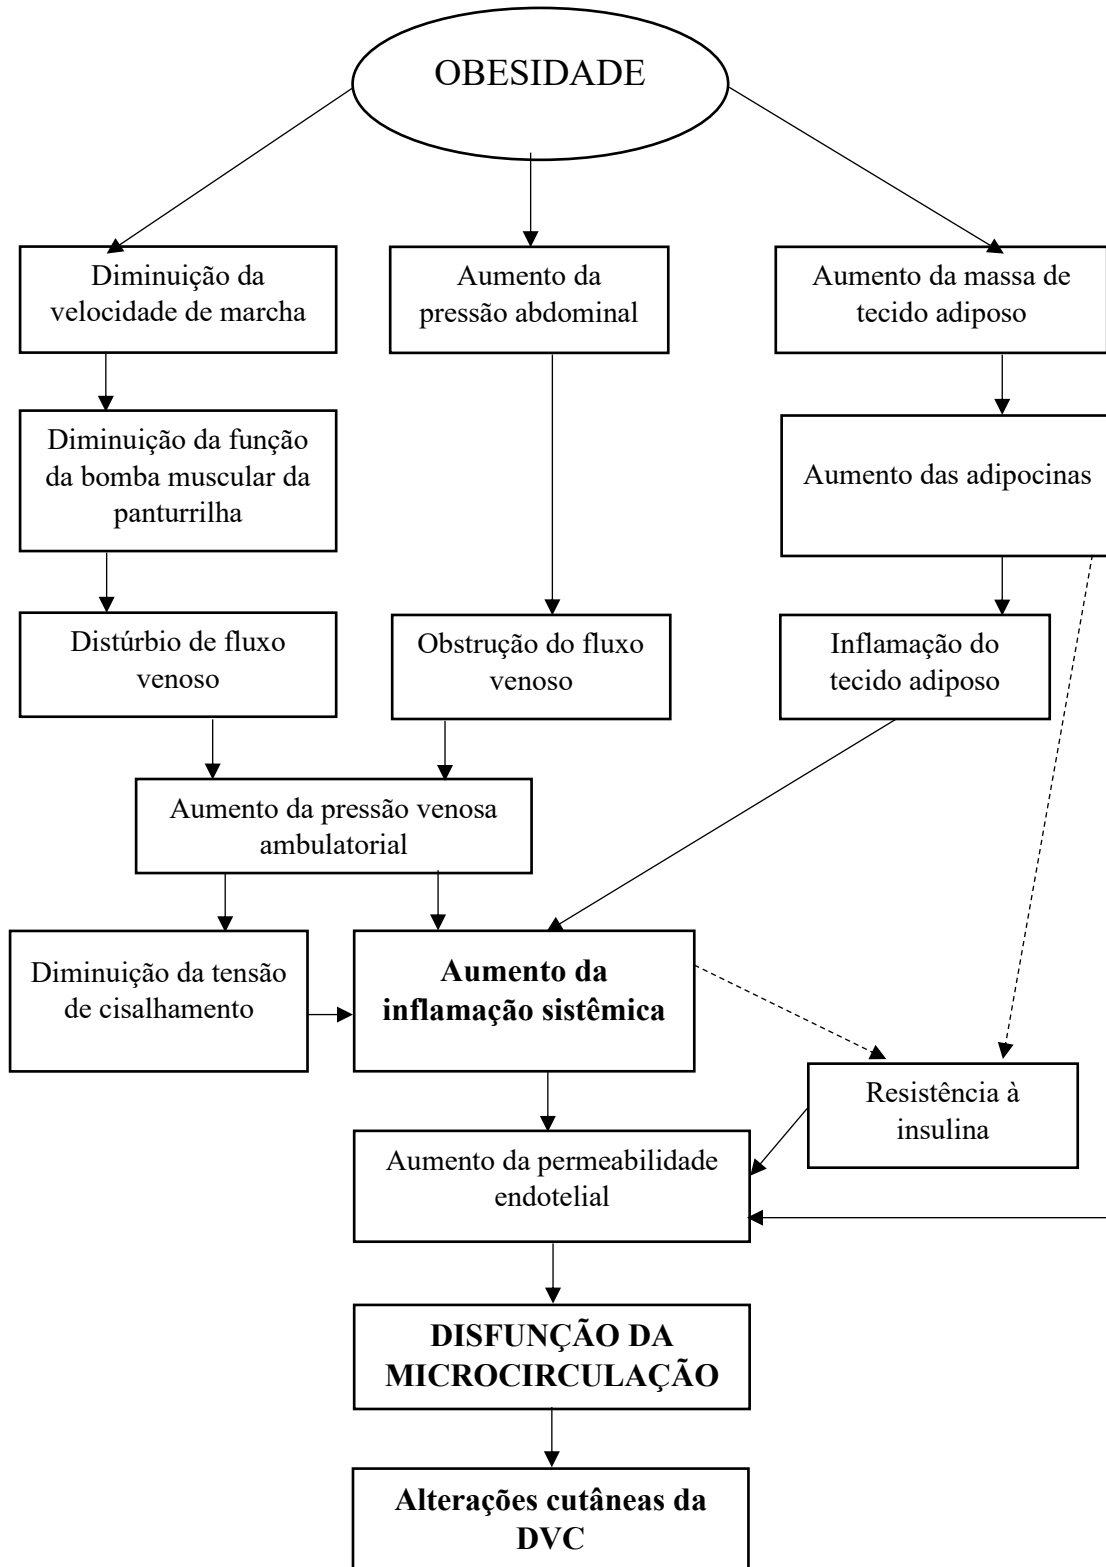 OBESIDADE
Diminuição da
velocidade de marcha
Aumento da
pressão abdominal
Aumento da massa de
tecido adiposo
Diminuição da função
da bomba muscular da
panturrilha
Aumento das adipocinas
Distúrbio de fluxo
venoso
Obstrução do fluxo
venoso
Inflamação do
tecido adiposo
Aumento da pressão venosa
ambulatorial
Diminuição da tensão
de cisalhamento
Aumento da
inflamação sistêmica
Resistência à
insulina
Aumento da permeabilidade
endotelial
DISFUNÇÃO DA
MICROCIRCULAÇÃO
Alterações cutâneas da
DVC